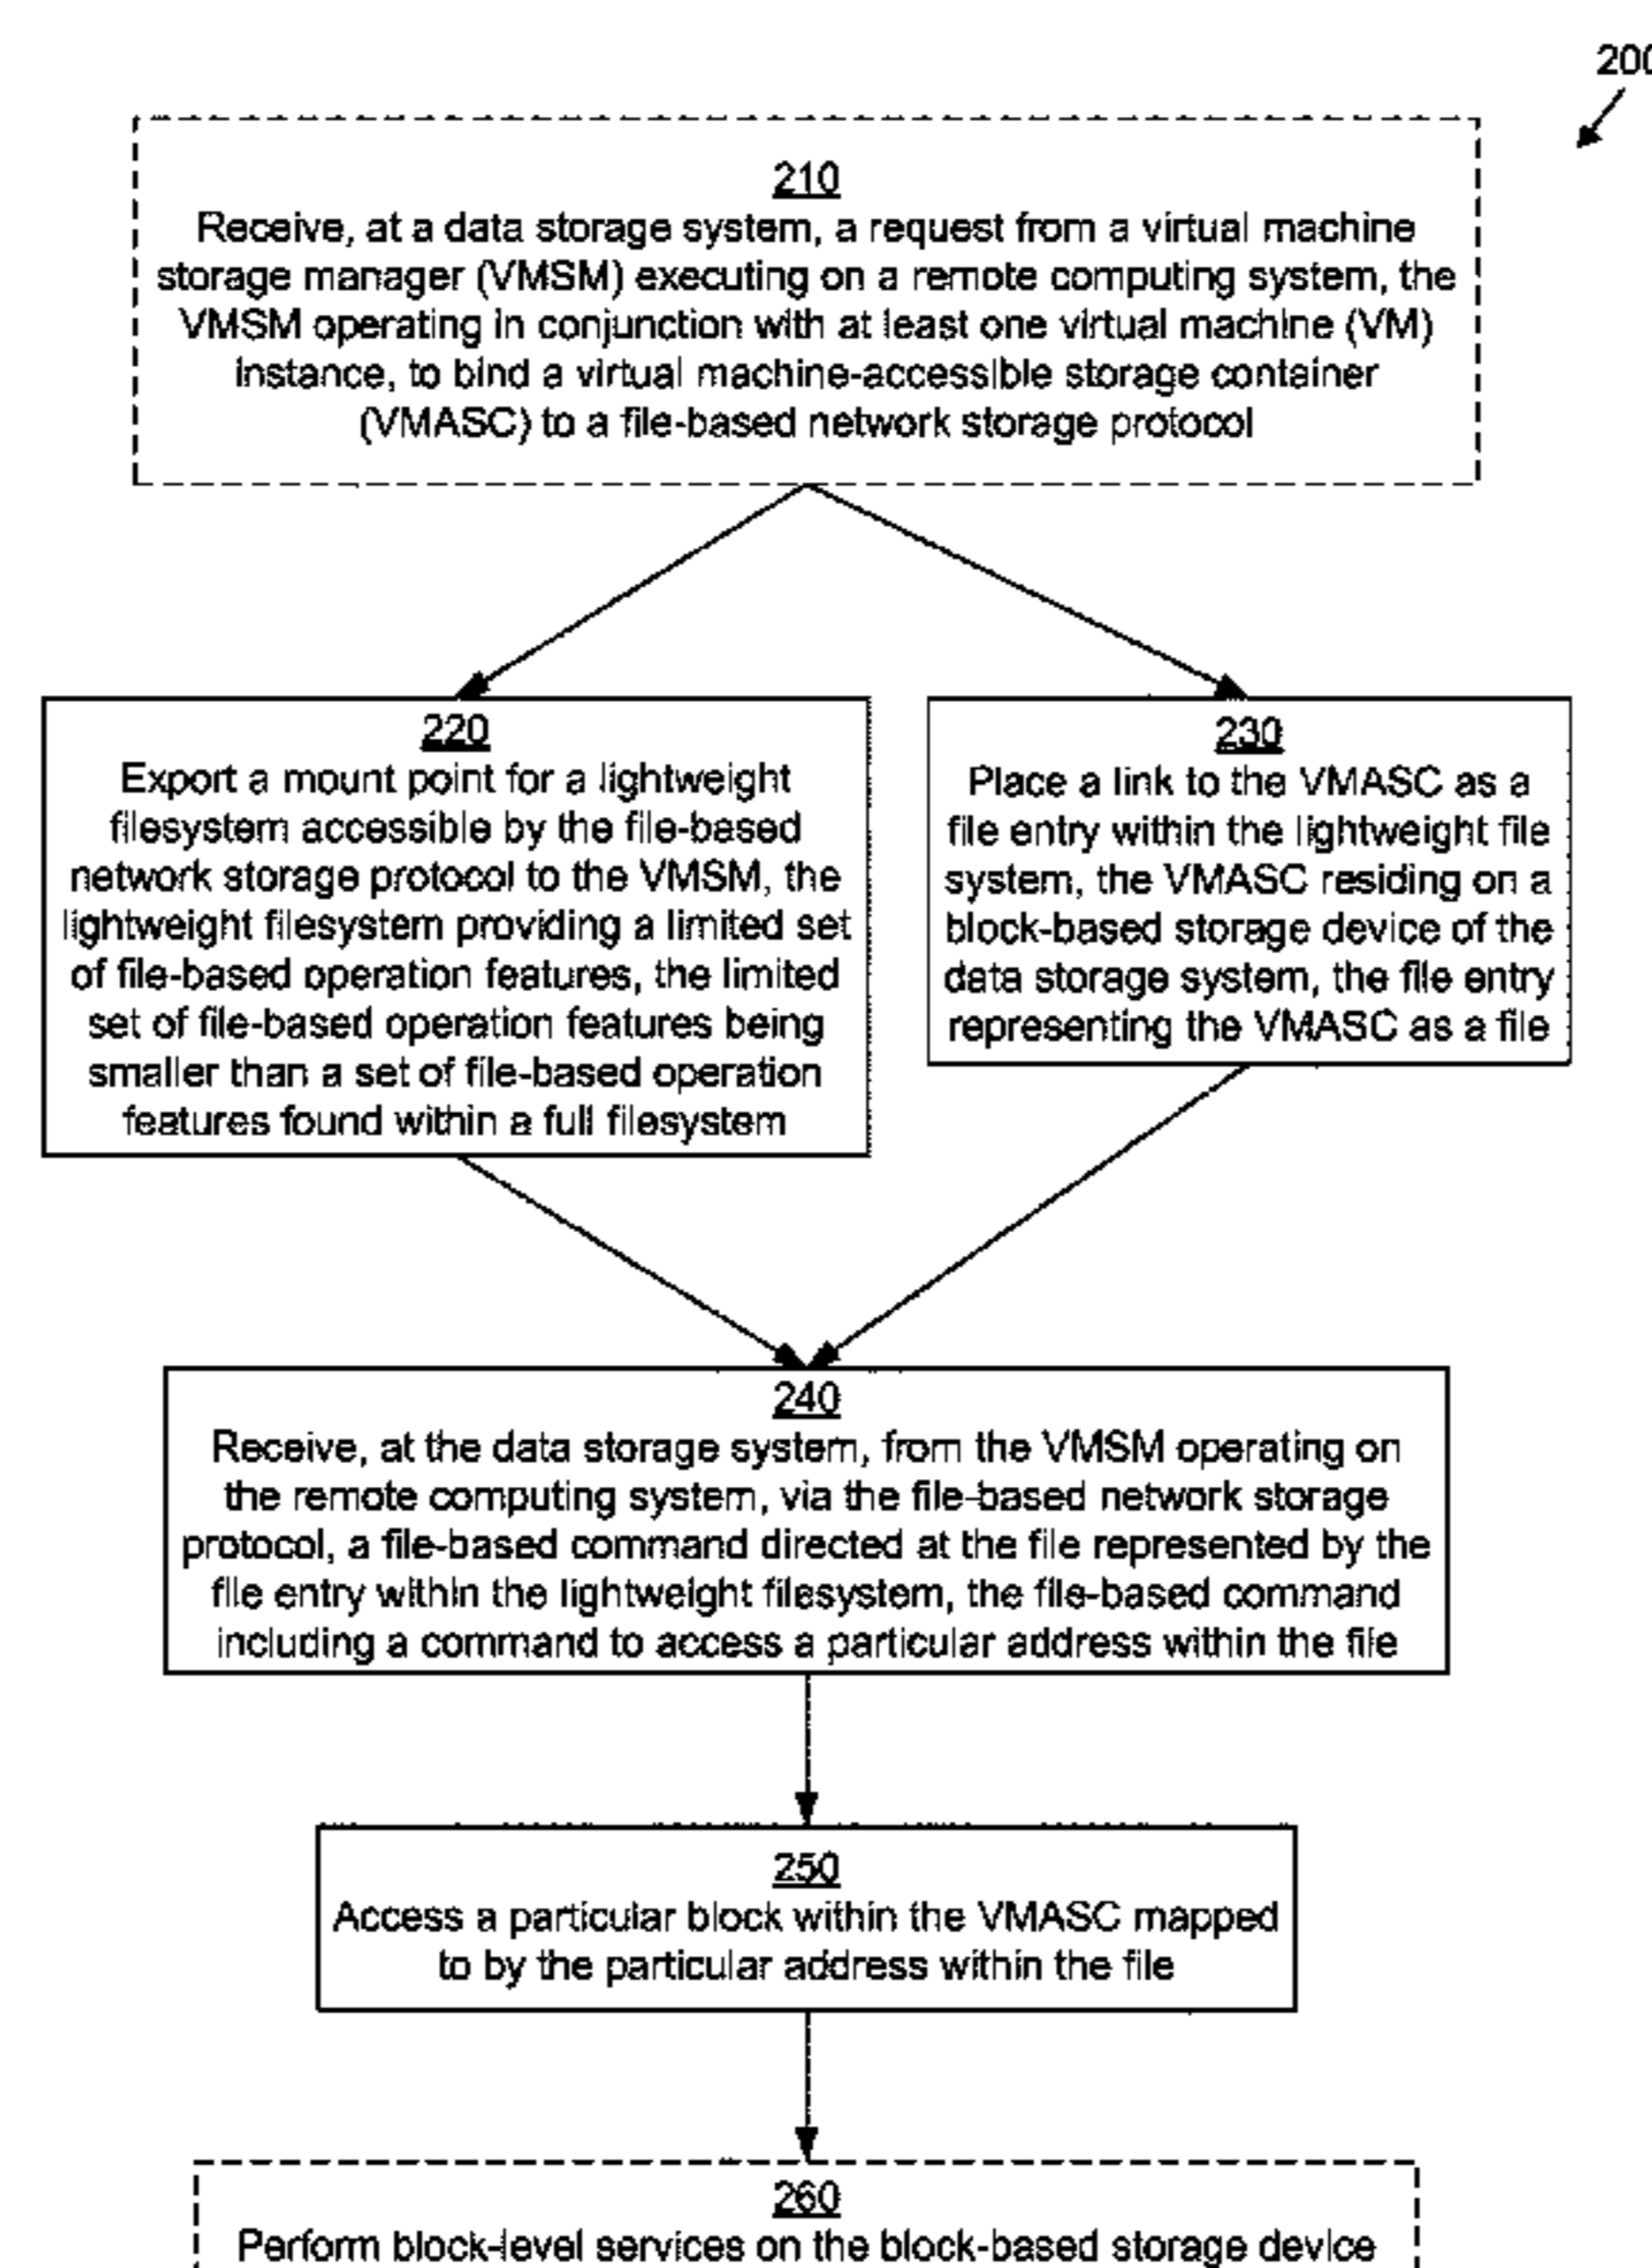 200
210
Receive, at a data storage system, a request from a virtual machine
storage manager (VMSM) executing on a remote computing system, the
VMSM operating in conjunction with at least one virtual machine (VM)
instance, to bind a virtual machine-accessible storage container
(VMASC) to a file-based network storage protocol
220
Export a mount point for a lightweight
filesystem accessible by the file-based
network storage protocol to the VMSM, the
lightweight filesystem providing a limited set
of file-based operation features, the limited
set of file-based operation features being
smaller than a set of file-based operation
features found within a full filesystem
230
Place a link to the VMASC as a
file entry within the lightweight file
system, the VMASC residing on a
block-based storage device of the
data storage system, the file entry
representing the VMASC as a file
240
Receive, at the data storage system, from the VMSM operating on
the remote computing system, via the file-based network storage
protocol, a file-based command directed at the file represented by the
file entry within the lightweight filesystem, the file-based command
including a command to access a particular address within the file
250
Access a particular block within the VMASC mapped
to by the particular address within the file
260
Perform block-level services on the block-based storage device